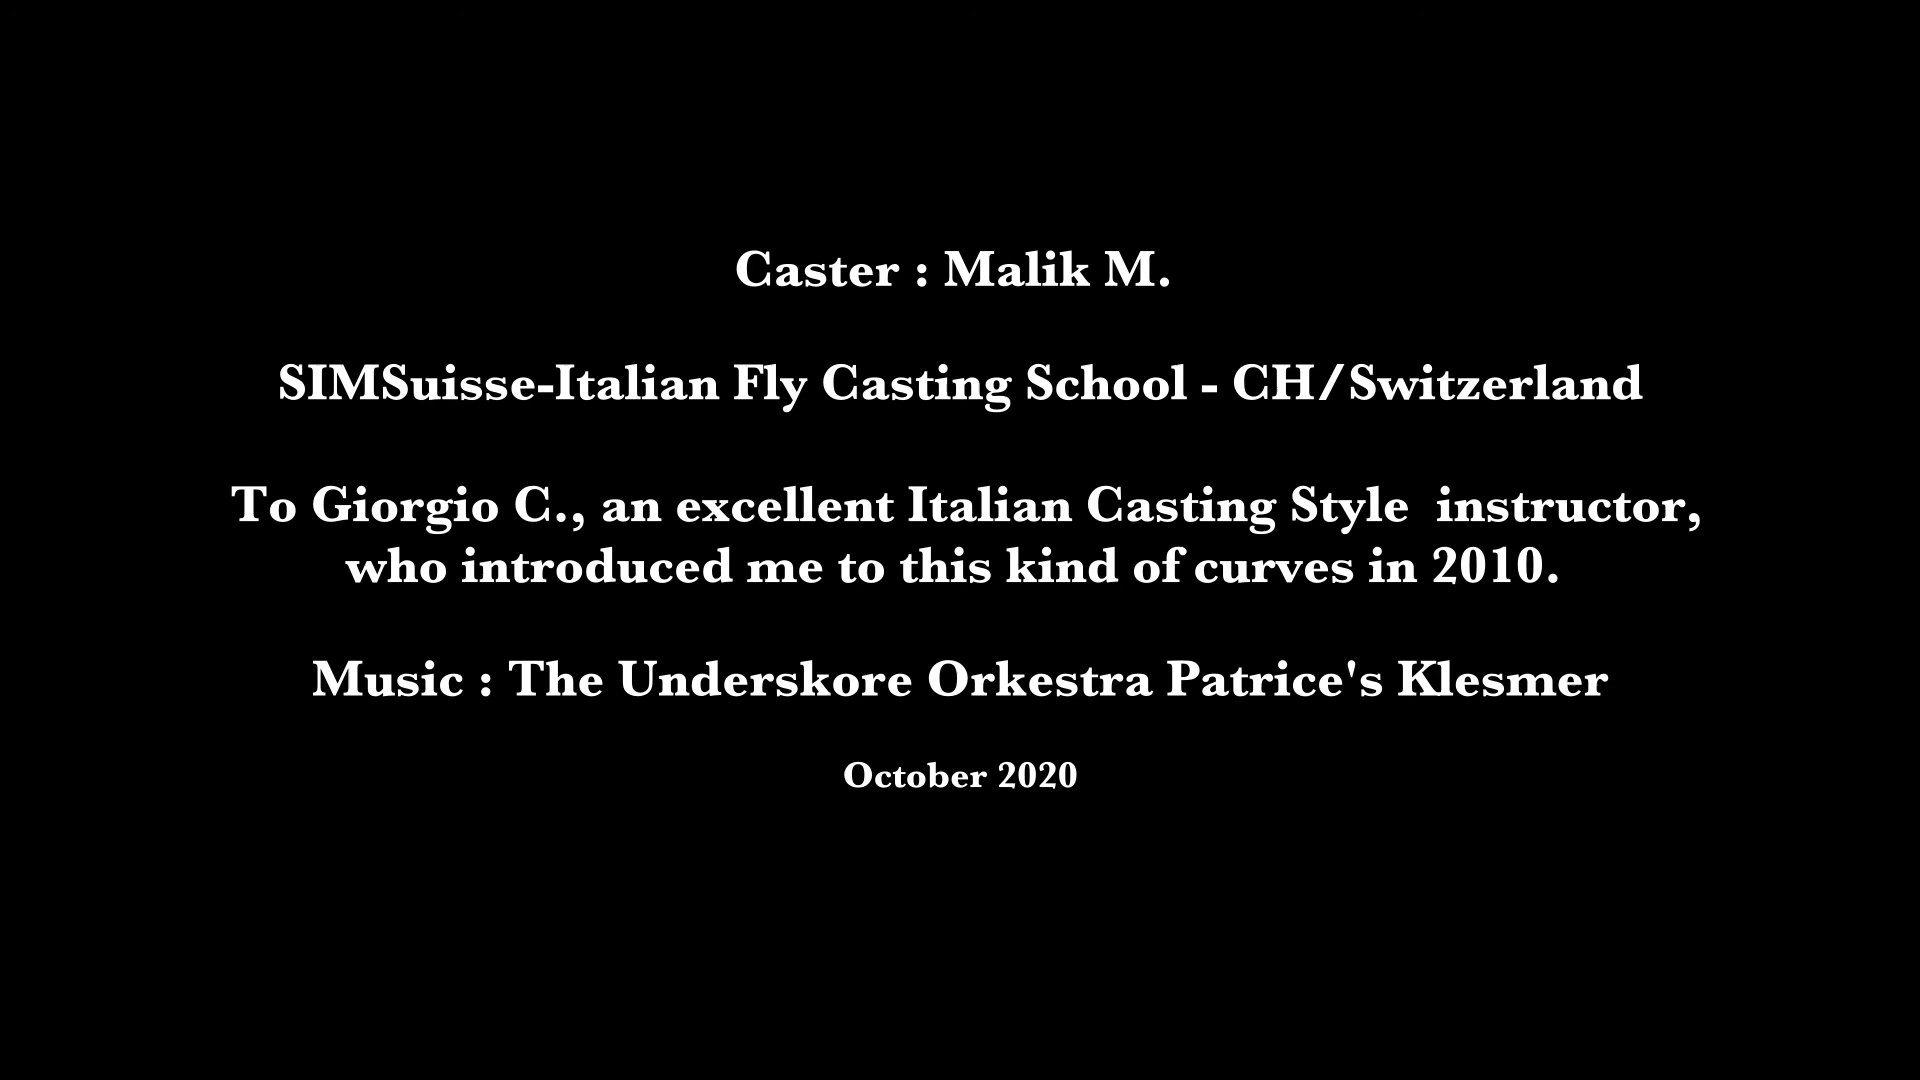 Caster : Malik M.
SIMSuisse-Italian Fly Casting School - CH/Switzerland
To Giorgio C., an excellent Italian Casting Style  instructor,
who introduced me to this kind of curves in 2010.
Music : The Underskore Orkestra Patrice's Klesmer
October 2020